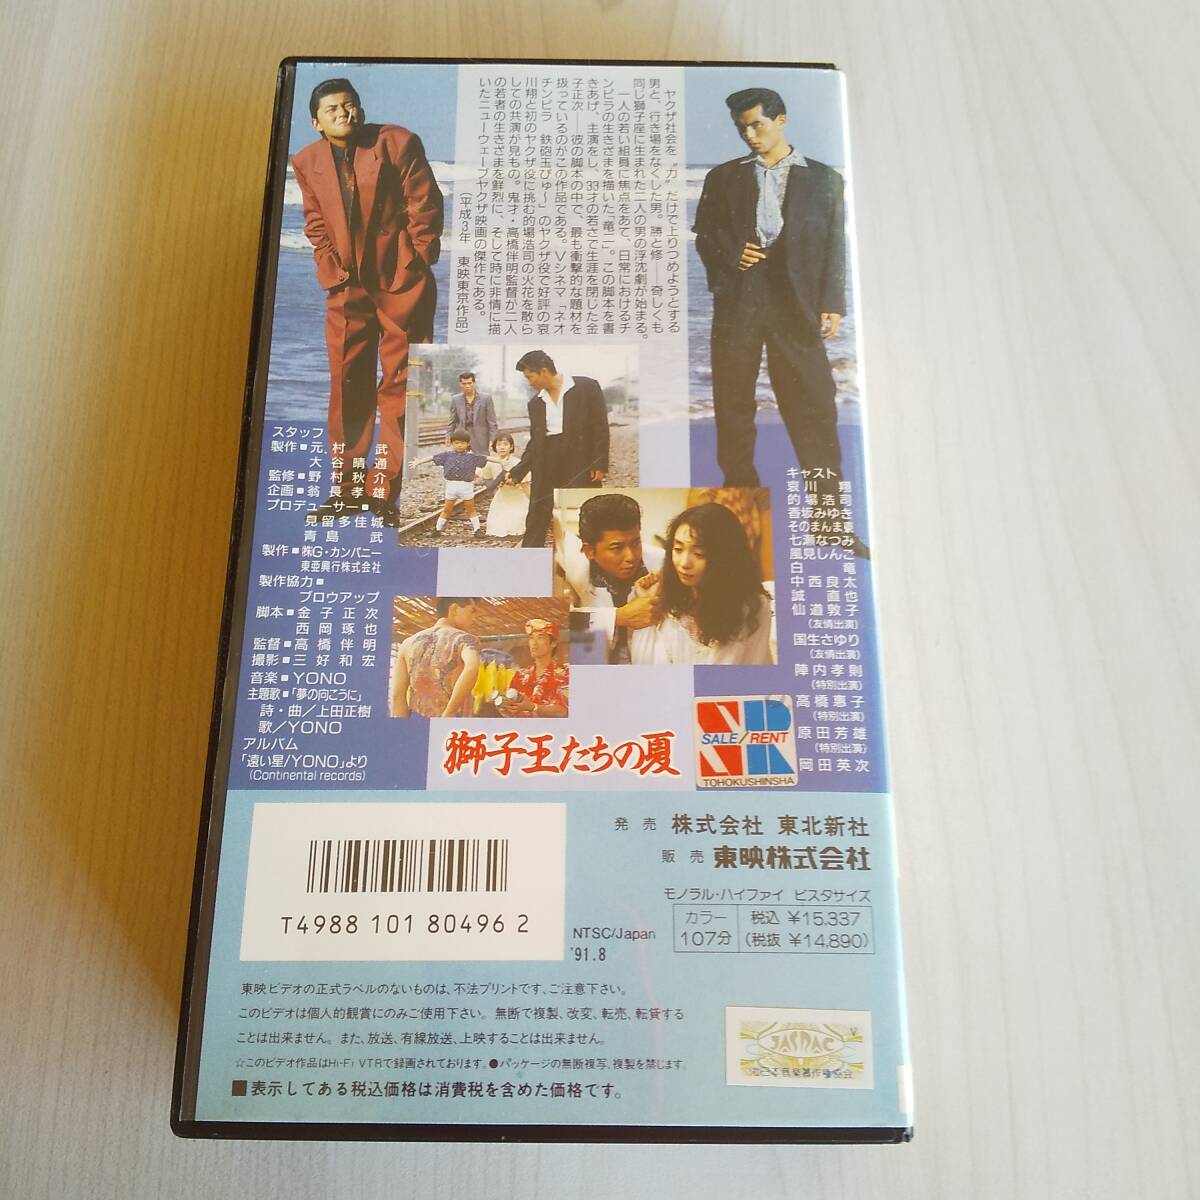 ヤクザ社会を“力”だけで上りつめようとする
男と、行き場をなくした男。勝と修──奇しくも
同じ獅子座に生まれた二人の男の浮沈劇が始まる。
一人の若い組員に焦点をあて、日常におけるチ
ンピラの生きざまを描いた「竜二」。この脚本を書
きあげ、主演をし、33才の若さで生涯を閉じた金
子正次──彼の脚本の中で、最も衝撃的な題材を
扱っているのがこの作品である。Vシネマ「ネオ
チンピラ 鉄砲玉ぴゅ〜」のヤクザ役で好評の哀
川翔と初のヤクザ役に挑む的場浩司の火花を散ら
しての共演が見もの。鬼才・高橋伴明監督が二人
の若者の生きざまを鮮烈に、そして時に非情に描
いたニューウェーブヤクザ映画の傑作である。
(平成3年 東映東京作品)
スタッフ
製作■元村 武
大谷晴通
監修■野村秋介
企画■翁長孝雄
プロデューサー■
見留多佳城
青島 武
製作■㈱G・カンパニー
東亜興行株式会社
製作協力■
ブロウアップ
脚本■金子正次
西岡琢也
監督■高橋伴明
撮影■三好和宏
音楽■YONO
主題歌■「夢の向こうに」
詩・曲/上田正樹
歌/YONO
アルバム
「遠い星/YONO」より
(Continental records)
キャスト
哀川 翔
的場浩司
香坂みゆき
そのまんま東
七瀬なつみ
風見しんご
白 竜
中西良太
誠 直也
仙道敦子
(友情出演)
国生さゆり
(友情出演)
陣内孝則
(特別出演)
高橋惠子
(特別出演)
原田芳雄
(特別出演)
岡田英次
獅子王たちの夏
SALE/RENT
TOHOKUSHINSHA
発売 株式会社 東北新社
販売 東映株式会社
モノラル・ハイファイ ビスタサイズ
カラー 税込 ¥15,337
107分 (税抜 ¥14,890)
T4988 101 80496 2
NTSC/Japan
'91.8
東映ビデオの正式ラベルのないものは、不法プリントです、ご注意下さい。
このビデオは個人的観賞にのみご使用下さい。無断で複製、改変、転売、転貸する
ことは出来ません。また、放送、有線放送、上映することは出来ません。
☆このビデオ作品はHi-Fi VTRで録画されております。●パッケージの無断複写、複製を禁じます。
■表示してある税込価格は消費税を含めた価格です。
JASRAC
V